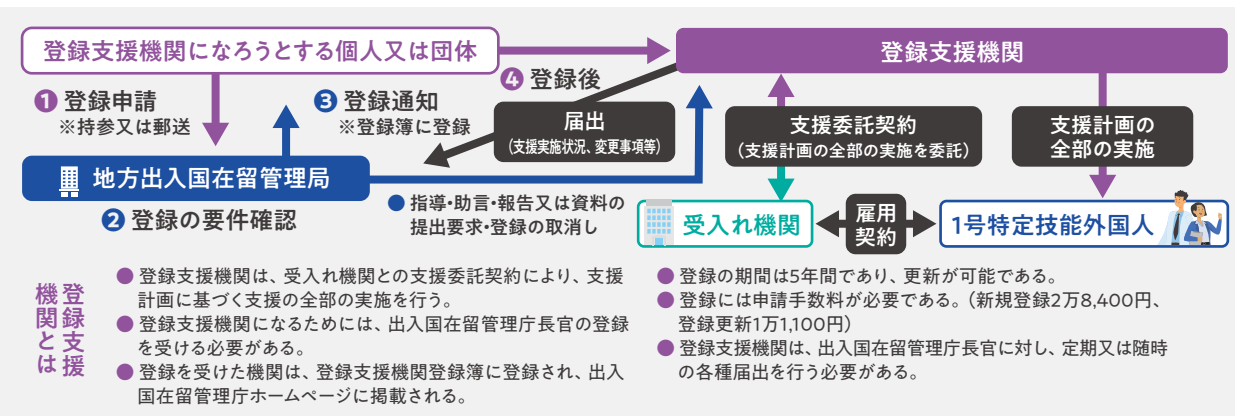 登録支援機関になろうとする個人又は団体
登録支援機関
❶ 登録申請
※持参又は郵送
❸ 登録通知
※登録簿に登録
❹ 登録後
届出
(支援実施状況、変更事項等)
支援委託契約
(支援計画の全部の実施を委託)
支援計画の
全部の実施
地方出入国在留管理局
❷ 登録の要件確認
● 指導・助言・報告又は資料の
提出要求・登録の取消し
受入れ機関
雇用
契約
1号特定技能外国人
登録支援
機関とは
● 登録支援機関は、受入れ機関との支援委託契約により、支援
計画に基づく支援の全部の実施を行う。
● 登録支援機関になるためには、出入国在留管理庁長官の登録
を受ける必要がある。
● 登録を受けた機関は、登録支援機関登録簿に登録され、出入
国在留管理庁ホームページに掲載される。
● 登録の期間は5年間であり、更新が可能である。
● 登録には申請手数料が必要である。(新規登録2万8,400円、
登録更新1万1,100円)
● 登録支援機関は、出入国在留管理庁長官に対し、定期又は随時
の各種届出を行う必要がある。